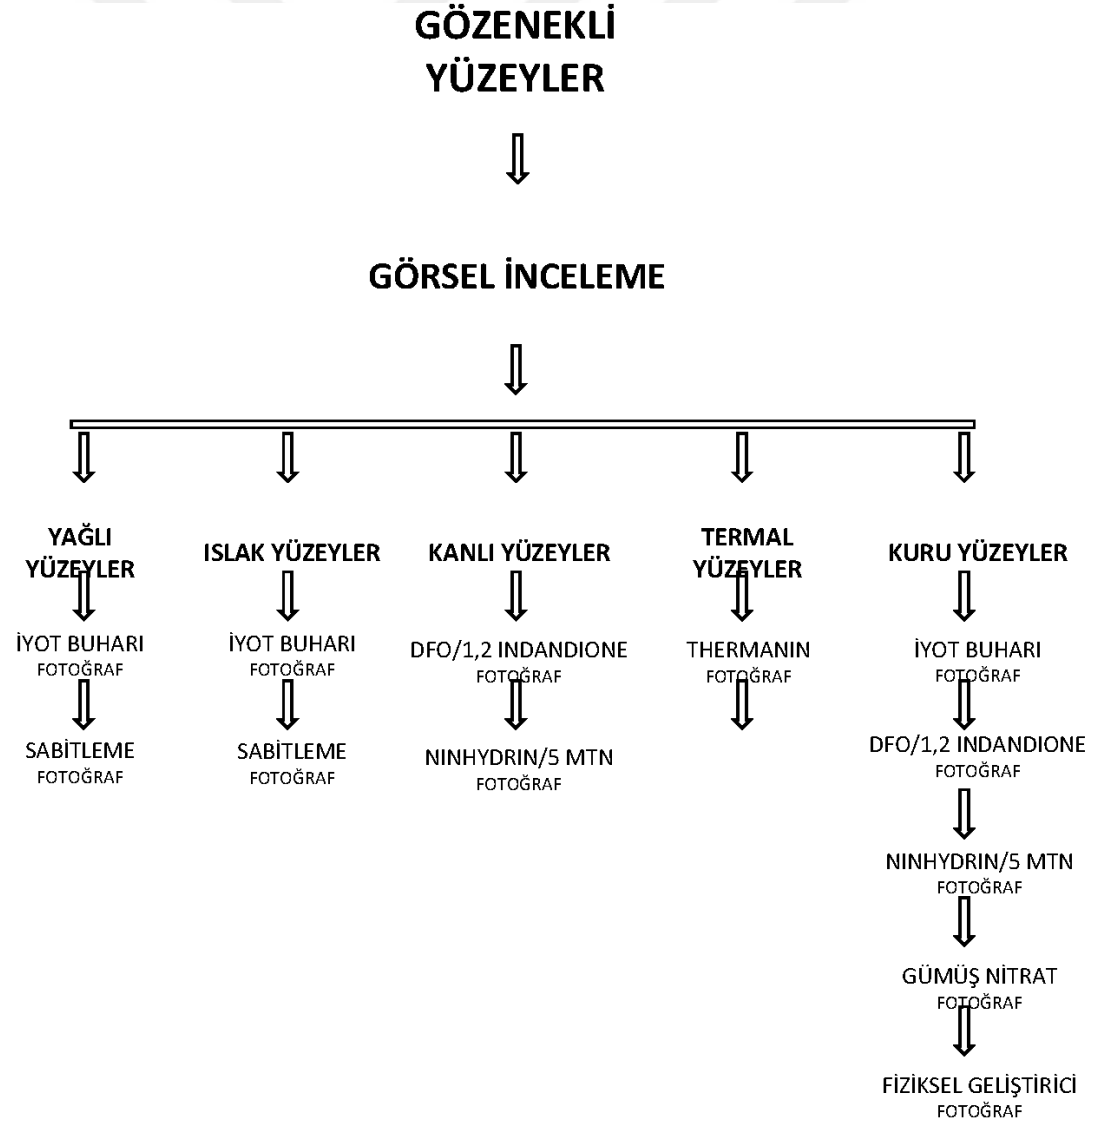 GÖZENEKLİ
YÜZEYLER
GÖRSEL İNCELEME
YAĞLI
YÜZEYLER
İYOT BUHARI
FOTOĞRAF
SABİTLEME
FOTOĞRAF
ISLAK YÜZEYLER
İYOT BUHARI
FOTOĞRAF
SABİTLEME
FOTOĞRAF
KANLI YÜZEYLER
DFO/1,2 INDANDIONE
FOTOĞRAF
NINHYDRIN/5 MTN
FOTOĞRAF
TERMAL
YÜZEYLER
THERMANIN
FOTOĞRAF
KURU YÜZEYLER
İYOT BUHARI
FOTOĞRAF
DFO/1,2 INDANDIONE
FOTOĞRAF
NINHYDRIN/5 MTN
FOTOĞRAF
GÜMÜŞ NİTRAT
FOTOĞRAF
FİZİKSEL GELİŞTİRİCİ
FOTOĞRAF